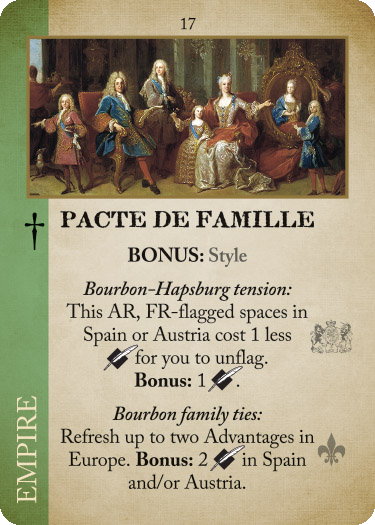 17
† PACTE DE FAMILLE
BONUS: Style
Bourbon-Hapsburg tension:
This AR, FR-flagged spaces in
Spain or Austria cost 1 less
for you to unflag.
Bonus: 1 .
Bourbon family ties:
Refresh up to two Advantages in
Europe. Bonus: 2 in Spain
and/or Austria.
EMPIRE